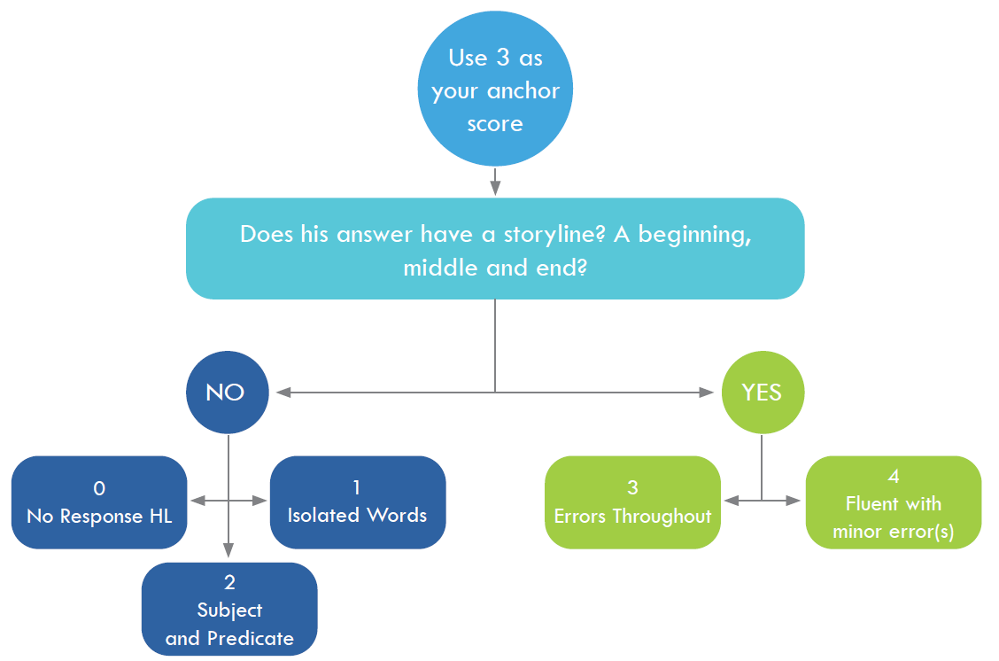 Use 3 as
your anchor
score
Does his answer have a storyline? A beginning,
middle and end?
NO
YES
0
No Response HL
1
Isolated Words
2
Subject
and Predicate
3
Errors Throughout
4
Fluent with
minor error(s)